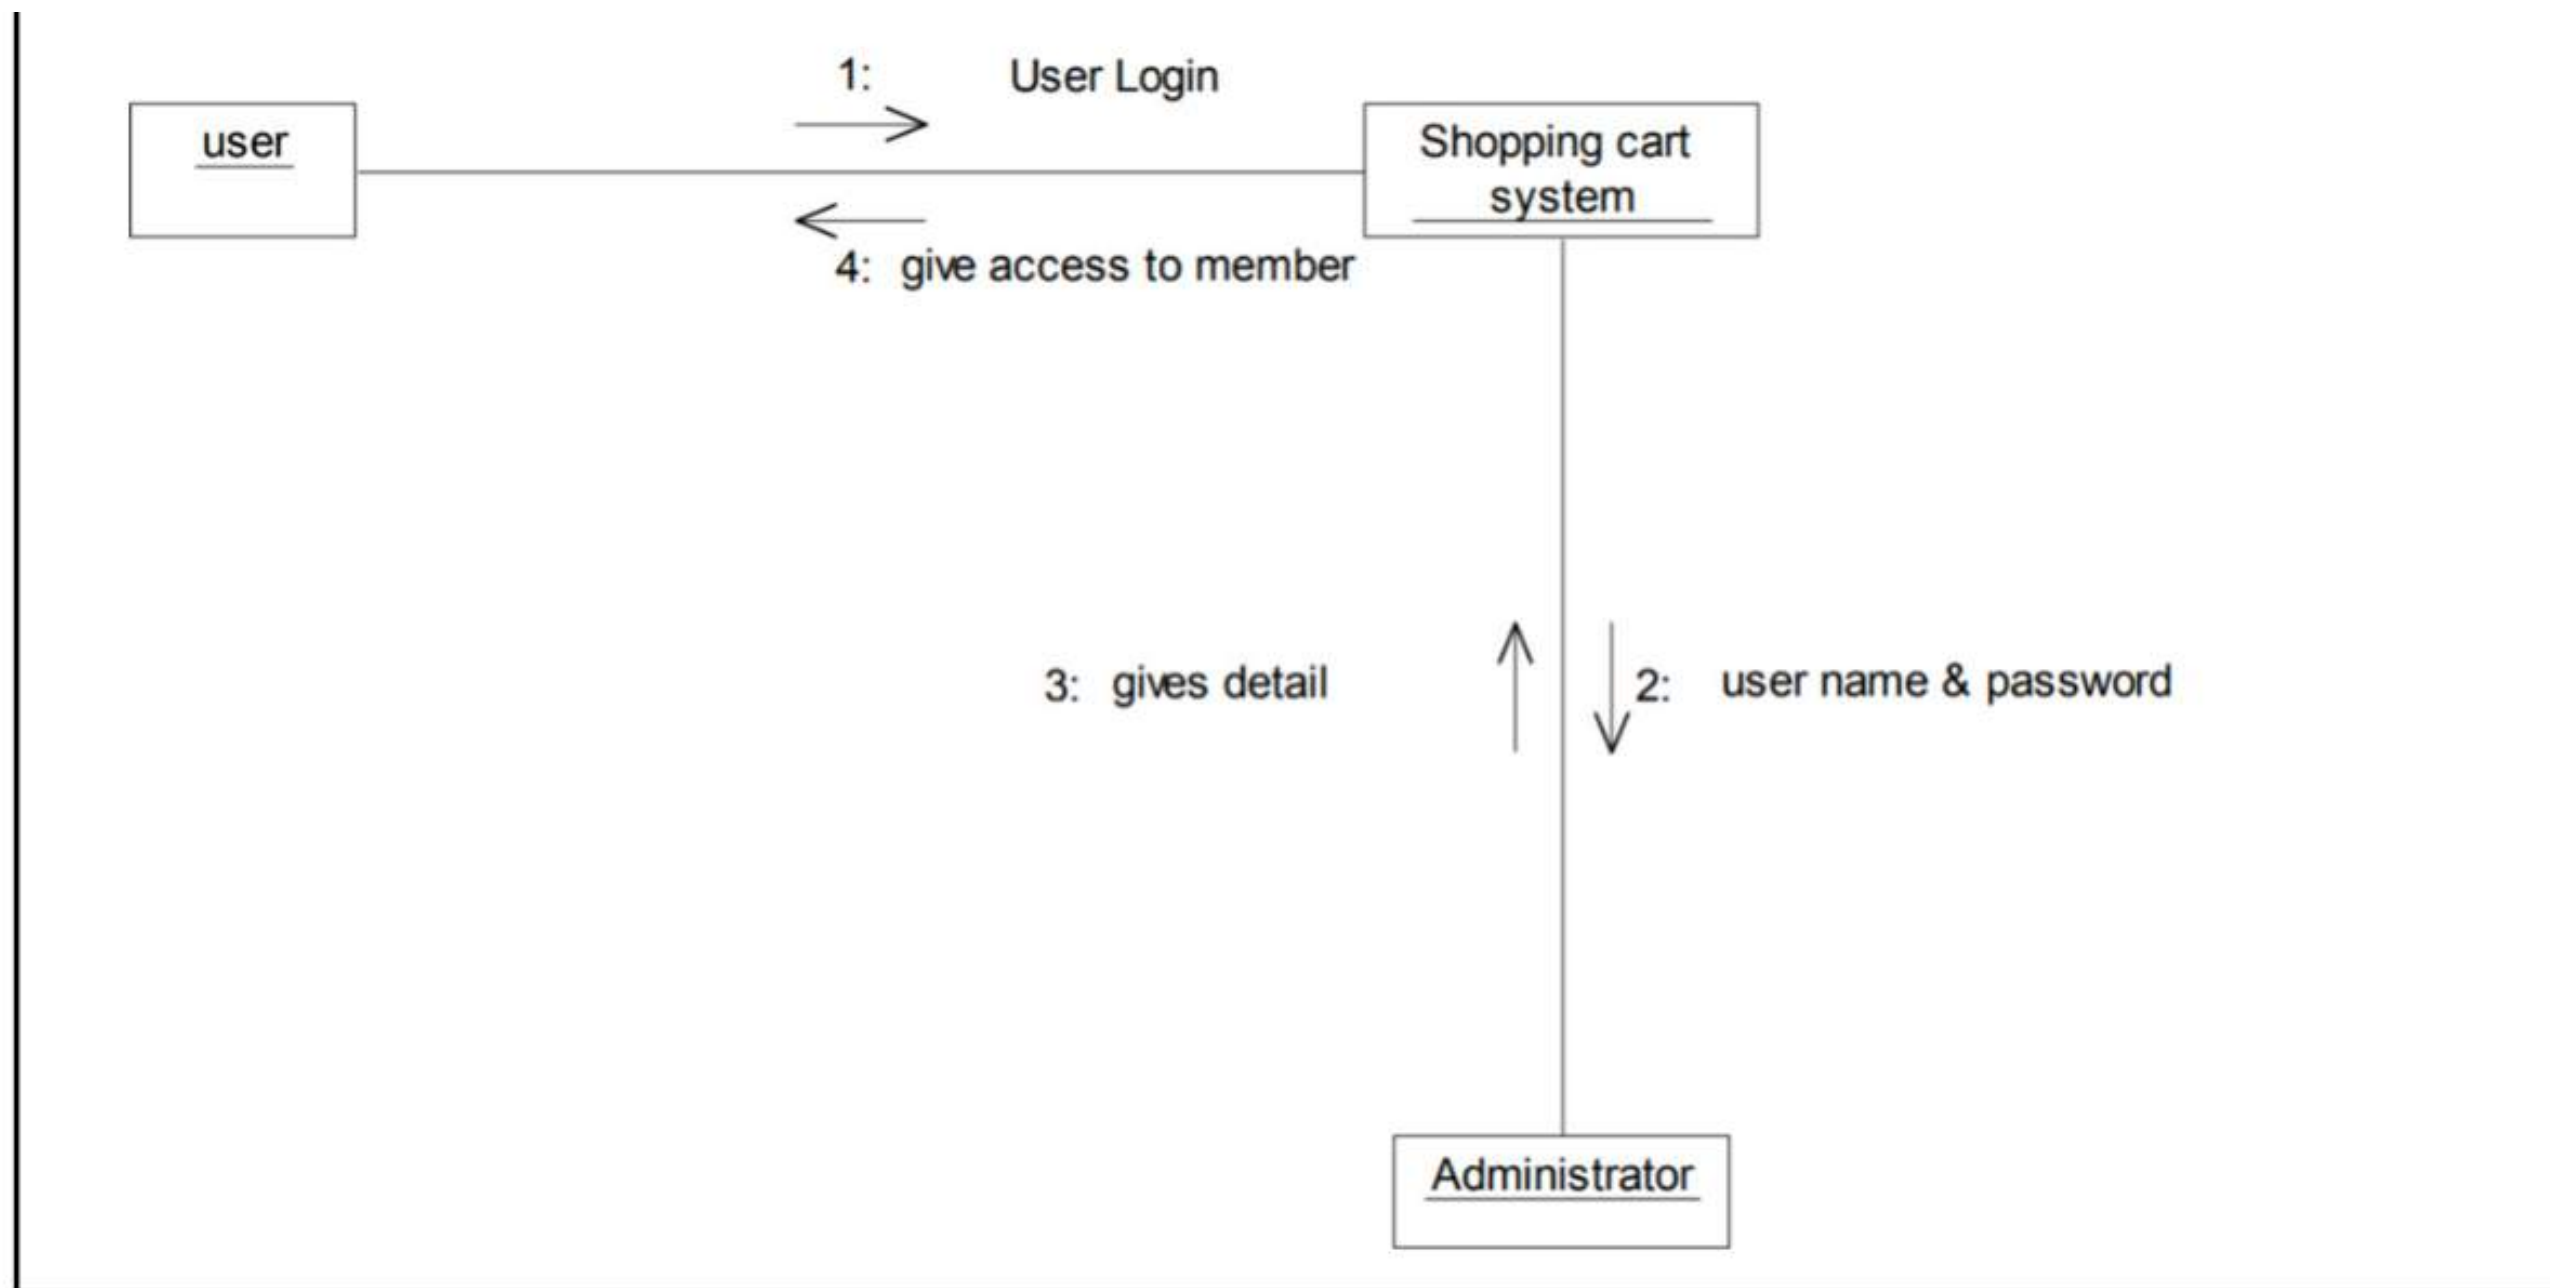 1: User Login
user
Shopping cart
system
4: give access to member
3: gives detail
2: user name & password
Administrator